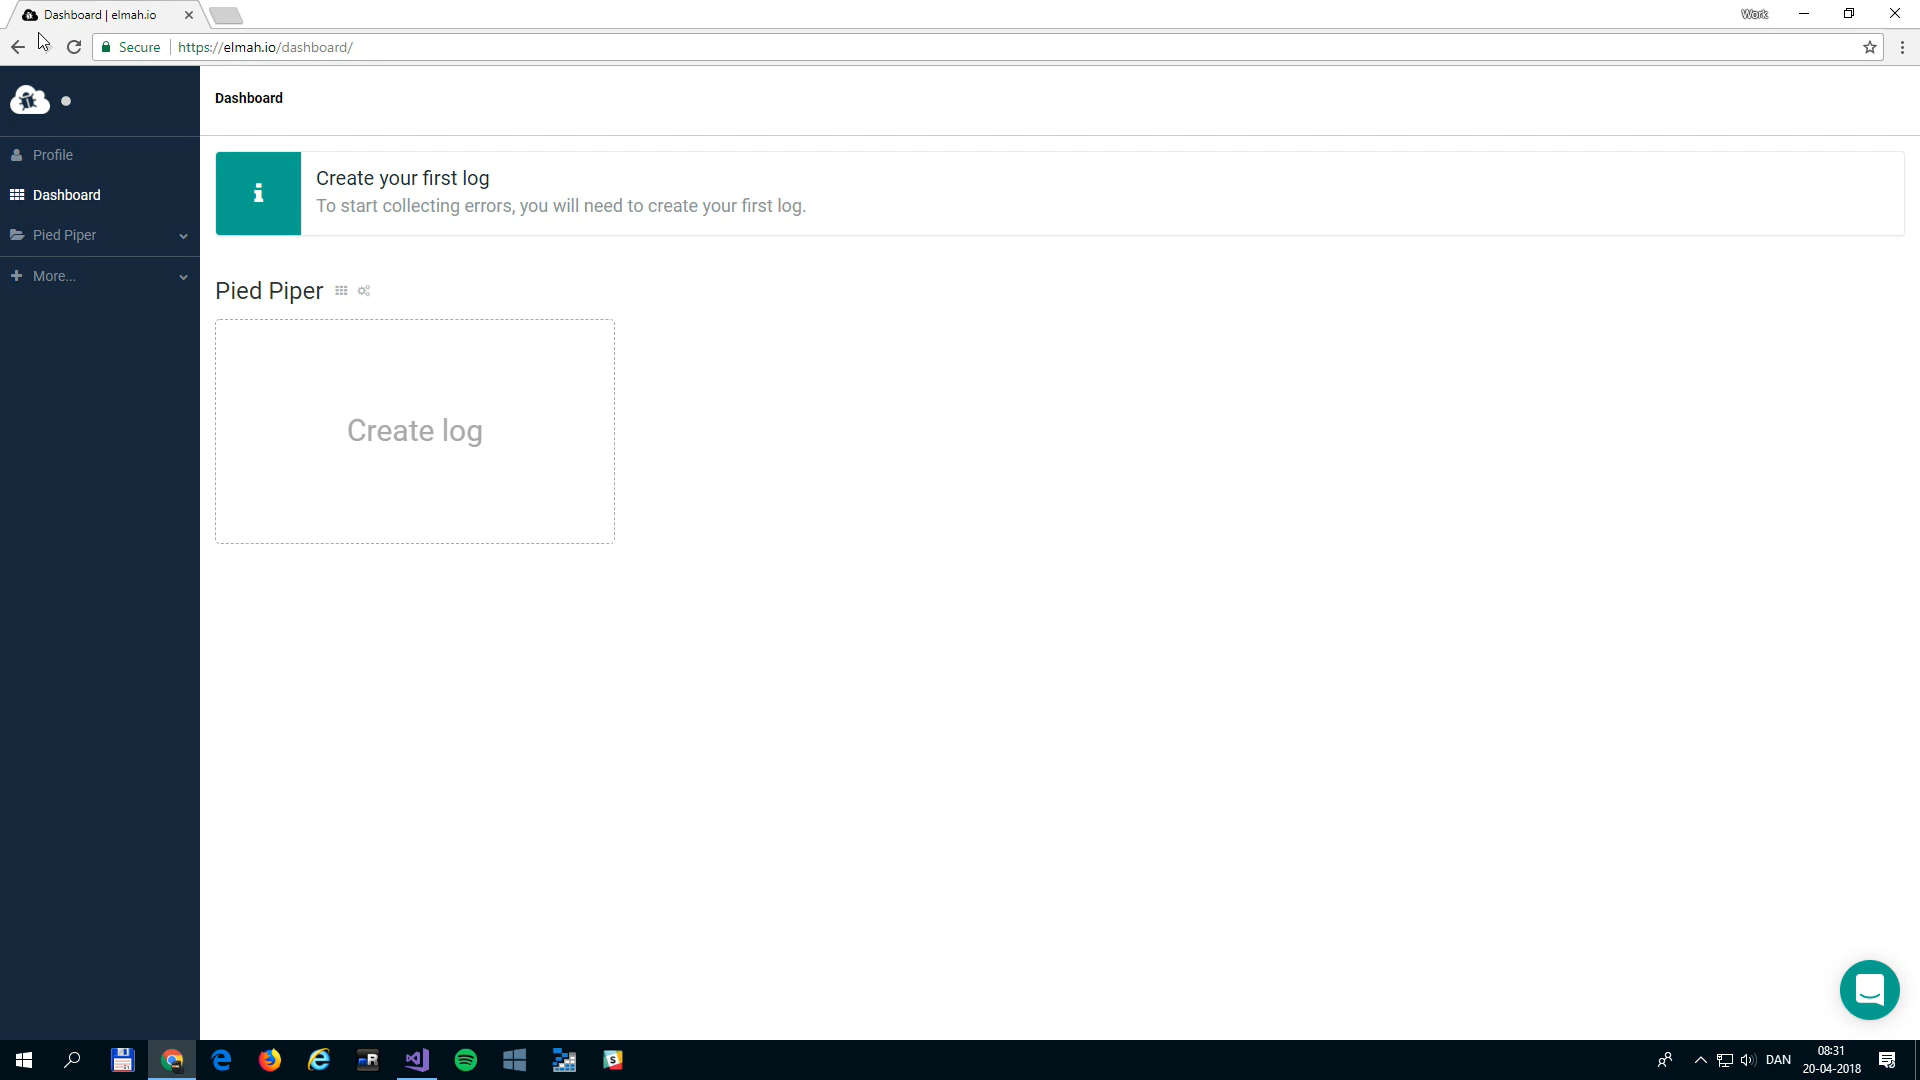 Dashboard | elmah.io
Work
Secure
https://elmah.io/dashboard/
Dashboard
Profile
Dashboard
Pied Piper
More...
Create your first log
To start collecting errors, you will need to create your first log.
Pied Piper
Create log
DAN
08:31
20-04-2018